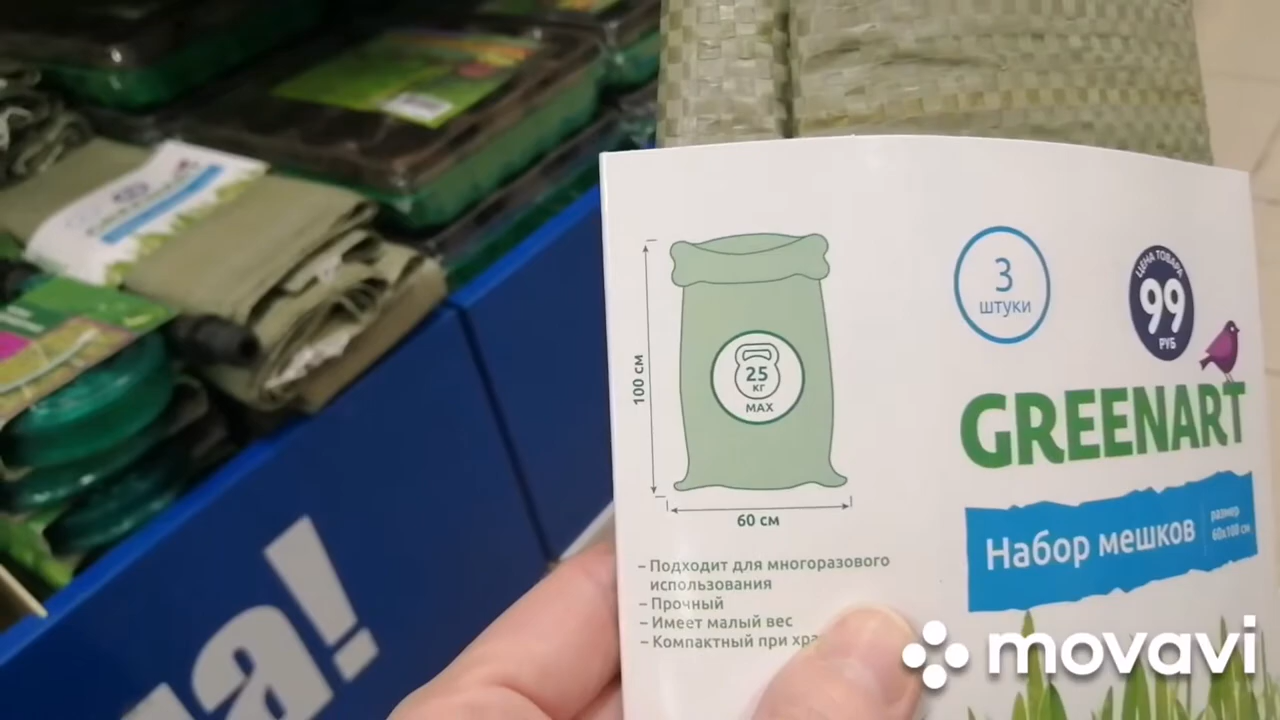 100 см
25
кг
MAX
60 см
– Подходит для многоразового
использования
– Прочный
– Имеет малый вес
– Компактный при хра
3
штуки
ЦЕНА ТОВАРА
99
РУБ
GREENART
Набор мешков
размер
60х100 см
a!
movavi